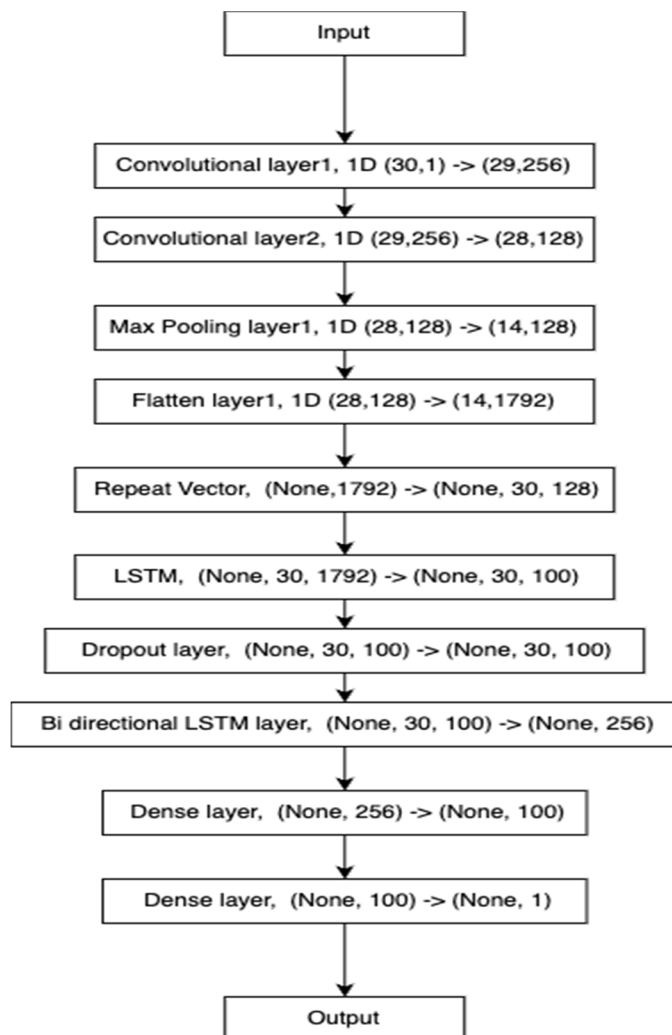 Input
Convolutional layer1, 1D (30,1) -> (29,256)
Convolutional layer2, 1D (29,256) -> (28,128)
Max Pooling layer1, 1D (28,128) -> (14,128)
Flatten layer1, 1D (28,128) -> (14,1792)
Repeat Vector, (None,1792) -> (None, 30, 128)
LSTM, (None, 30, 1792) -> (None, 30, 100)
Dropout layer, (None, 30, 100) -> (None, 30, 100)
Bi directional LSTM layer, (None, 30, 100) -> (None, 256)
Dense layer, (None, 256) -> (None, 100)
Dense layer, (None, 100) -> (None, 1)
Output